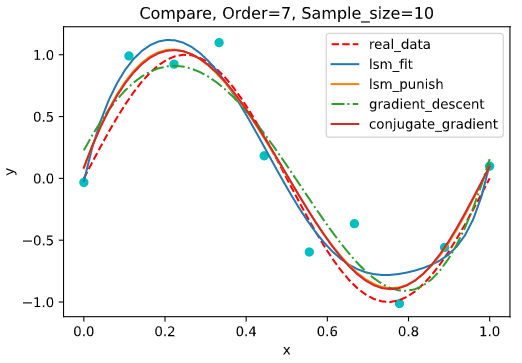 Compare, Order=7, Sample_size=10
real_data
lsm_fit
lsm_punish
gradient_descent
conjugate_gradient
1.0
0.5
0.0
−0.5
−1.0
y
0.0 0.2 0.4 0.6 0.8 1.0
x